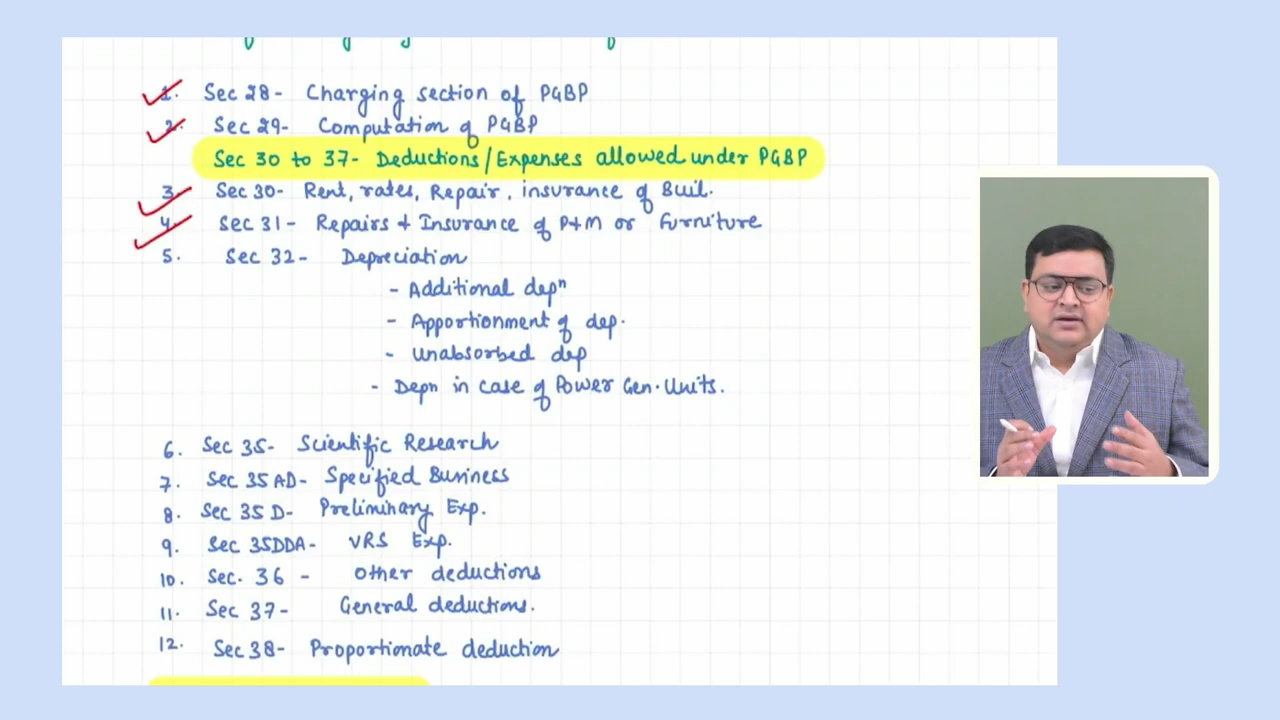 1. Sec 28- Charging section of PGBP
2. Sec 29- Computation of PGBP
Sec 30 to 37- Deductions/Expenses allowed under PGBP
3. Sec 30- Rent, rates, Repair, insurance of Buil.
4. Sec 31- Repairs + Insurance of P+M or Furniture
5. Sec 32- Depreciation
- Additional depn
- Apportionment of dep.
- Unabsorbed dep
- Depn in case of Power Gen. Units.
6. Sec 35- Scientific Research
7. Sec 35 AD- Specified Business
8. Sec 35 D- Preliminary Exp.
9. Sec 35DDA- VRS Exp.
10. Sec. 36 - Other deductions
11. Sec 37- General deductions.
12. Sec 38- Proportionate deduction